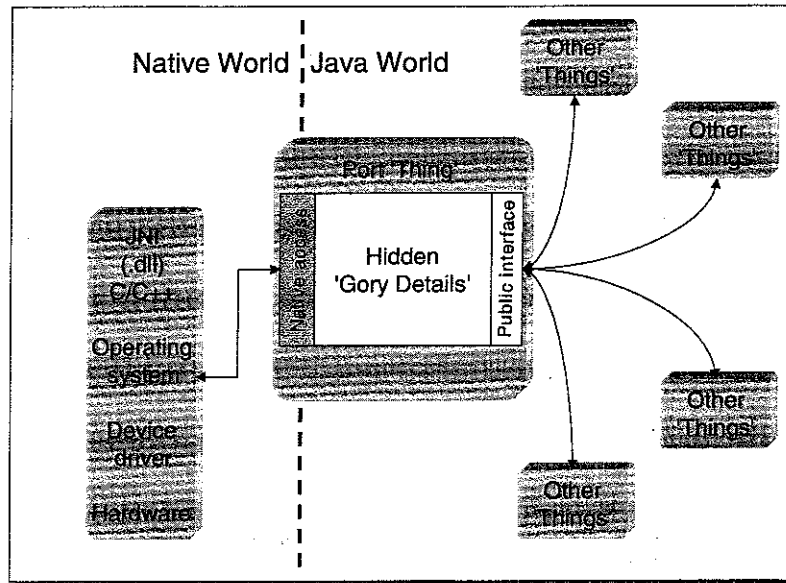 Native World
Java World
Other
'Things'
Other
'Things'
Port 'Thing'
Native access
Hidden
'Gory Details'
Public interface
JNI
(.dll)
C/C++
Operating
system
Device
driver
Hardware
Other
'Things'
Other
'Things'